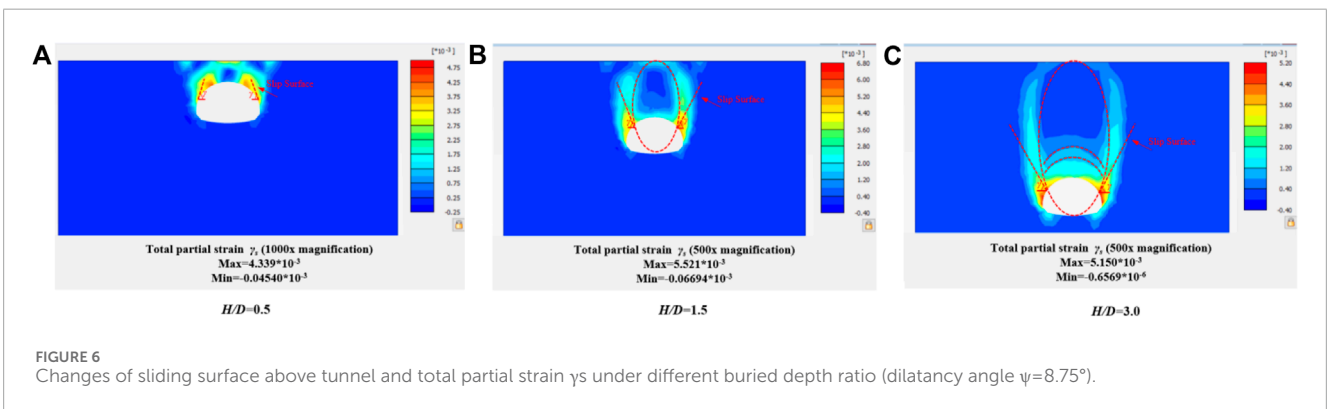 A
[*10⁻³]
4.75
4.25
3.75
3.25
2.75
2.25
1.75
1.25
0.75
0.25
-0.25
Slip Surface
Total partial strain γs (1000x magnification)
Max=4.339*10⁻³
Min=-0.04540*10⁻³
H/D=0.5
B
[*10⁻³]
6.80
6.00
5.20
4.40
3.60
2.80
2.00
1.20
0.40
-0.40
Slip Surface
Total partial strain γs (500x magnification)
Max=5.521*10⁻³
Min=-0.06694*10⁻³
H/D=1.5
C
[*10⁻³]
5.20
4.40
3.60
2.80
2.00
1.20
0.40
-0.40
Slip Surface
Total partial strain γs (500x magnification)
Max=5.150*10⁻³
Min=-0.6569*10⁻⁶
H/D=3.0
FIGURE 6
Changes of sliding surface above tunnel and total partial strain γs under different buried depth ratio (dilatancy angle ψ=8.75°).